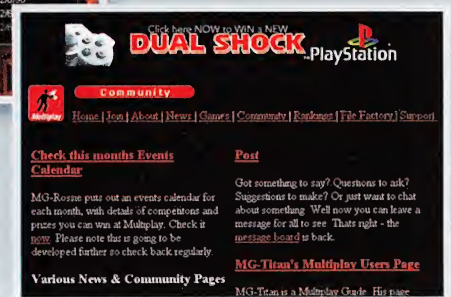 Click here NOW to WIN a NEW
DUAL SHOCK
PlayStation
Community
Multiplay
Home | Join | About | News | Games | Community | Rankings | File Factory | Support
Check this months Events
Calendar
MG-Rosne puts out an events calendar for
each month, with details of competitons and
prizes you can win at Multiplay. Check it
now. Please note this is going to be
developed further so check back regularly.
Various News & Community Pages
Post
Got something to say? Questions to ask?
Suggestions to make? Or just want to chat
about something. Well now you can leave a
message for all to see. Thats right - the
message board is back.
MG-Titan's Multiplay Users Page
MG-Titan is a Multiplay Guide. His page